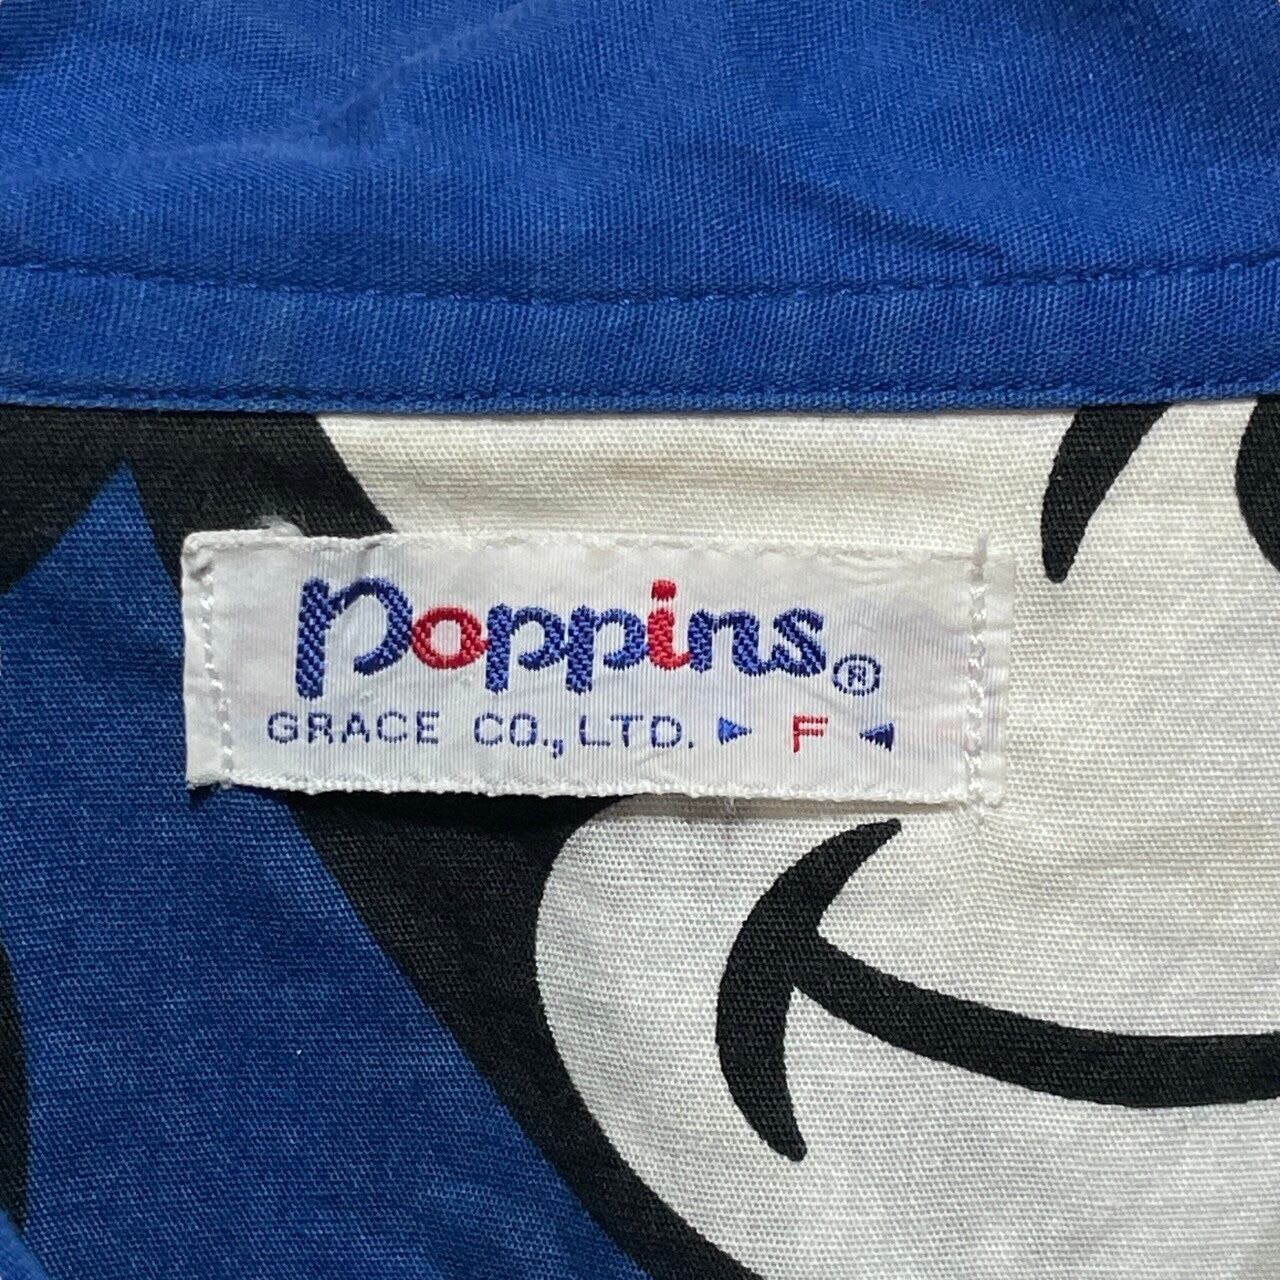 poppins®
GRACE CO., LTD. ▶ F ◀